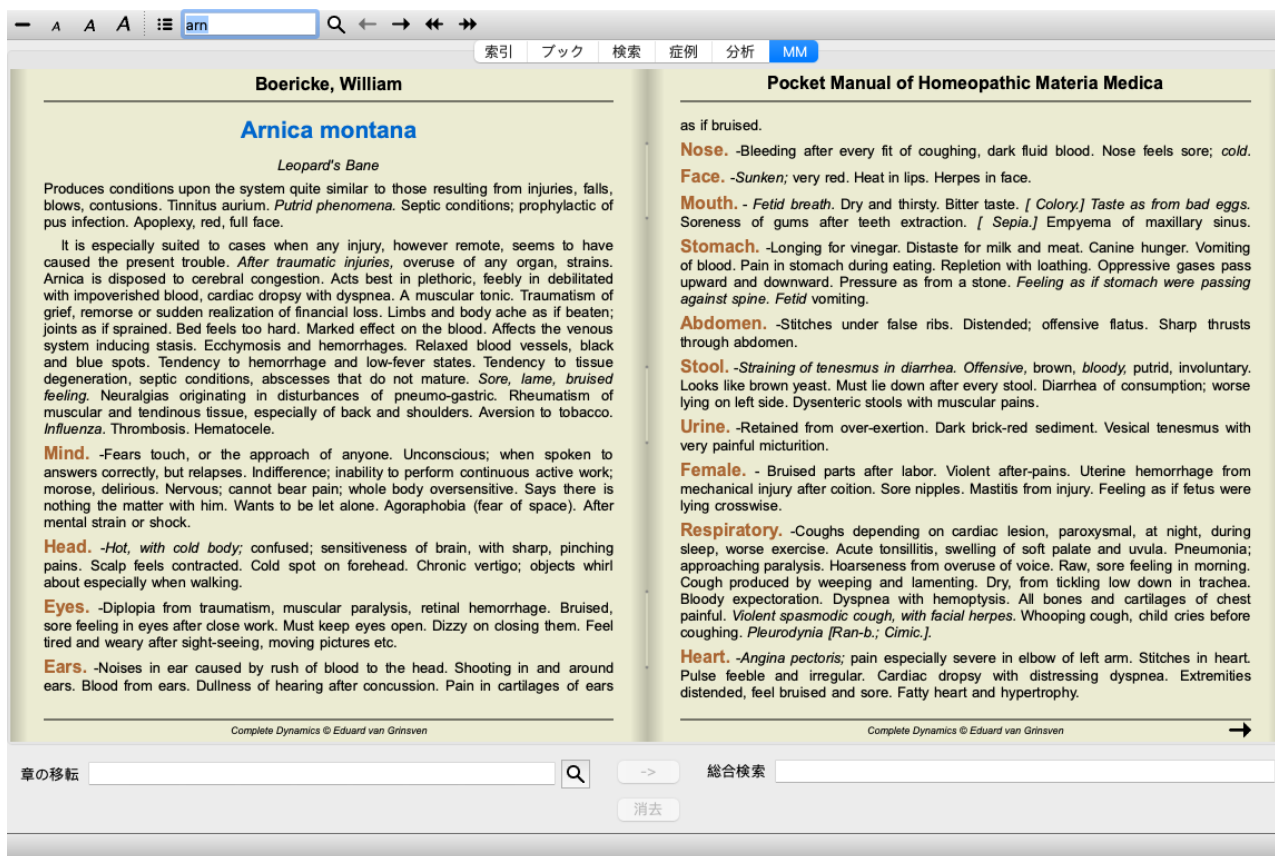 A A A arn
索引 ブック 検索 症例 分析 MM
Boericke, William
Arnica montana
Leopard's Bane
Produces conditions upon the system quite similar to those resulting from injuries, falls,
blows, contusions. Tinnitus aurium. Putrid phenomena. Septic conditions; prophylactic of
pus infection. Apoplexy, red, full face.
It is especially suited to cases when any injury, however remote, seems to have
caused the present trouble. After traumatic injuries, overuse of any organ, strains.
Arnica is disposed to cerebral congestion. Acts best in plethoric, feebly in debilitated
with impoverished blood, cardiac dropsy with dyspnea. A muscular tonic. Traumatism of
grief, remorse or sudden realization of financial loss. Limbs and body ache as if beaten;
joints as if sprained. Bed feels too hard. Marked effect on the blood. Affects the venous
system inducing stasis. Ecchymosis and hemorrhages. Relaxed blood vessels, black
and blue spots. Tendency to hemorrhage and low-fever states. Tendency to tissue
degeneration, septic conditions, abscesses that do not mature. Sore, lame, bruised
feeling. Neuralgias originating in disturbances of pneumo-gastric. Rheumatism of
muscular and tendinous tissue, especially of back and shoulders. Aversion to tobacco.
Influenza. Thrombosis. Hematocele.
Mind. -Fears touch, or the approach of anyone. Unconscious; when spoken to
answers correctly, but relapses. Indifference; inability to perform continuous active work;
morose, delirious. Nervous; cannot bear pain; whole body oversensitive. Says there is
nothing the matter with him. Wants to be let alone. Agoraphobia (fear of space). After
mental strain or shock.
Head. -Hot, with cold body; confused; sensitiveness of brain, with sharp, pinching
pains. Scalp feels contracted. Cold spot on forehead. Chronic vertigo; objects whirl
about especially when walking.
Eyes. -Diplopia from traumatism, muscular paralysis, retinal hemorrhage. Bruised,
sore feeling in eyes after close work. Must keep eyes open. Dizzy on closing them. Feel
tired and weary after sight-seeing, moving pictures etc.
Ears. -Noises in ear caused by rush of blood to the head. Shooting in and around
ears. Blood from ears. Dullness of hearing after concussion. Pain in cartilages of ears
Complete Dynamics © Eduard van Grinsven
Pocket Manual of Homeopathic Materia Medica
as if bruised.
Nose. -Bleeding after every fit of coughing, dark fluid blood. Nose feels sore; cold.
Face. -Sunken; very red. Heat in lips. Herpes in face.
Mouth. - Fetid breath. Dry and thirsty. Bitter taste. [ Colory.] Taste as from bad eggs.
Soreness of gums after teeth extraction. [ Sepia.] Empyema of maxillary sinus.
Stomach. -Longing for vinegar. Distaste for milk and meat. Canine hunger. Vomiting
of blood. Pain in stomach during eating. Repletion with loathing. Oppressive gases pass
upward and downward. Pressure as from a stone. Feeling as if stomach were passing
against spine. Fetid vomiting.
Abdomen. -Stitches under false ribs. Distended; offensive flatus. Sharp thrusts
through abdomen.
Stool. -Straining of tenesmus in diarrhea. Offensive, brown, bloody, putrid, involuntary.
Looks like brown yeast. Must lie down after every stool. Diarrhea of consumption; worse
lying on left side. Dysenteric stools with muscular pains.
Urine. -Retained from over-exertion. Dark brick-red sediment. Vesical tenesmus with
very painful micturition.
Female. - Bruised parts after labor. Violent after-pains. Uterine hemorrhage from
mechanical injury after coition. Sore nipples. Mastitis from injury. Feeling as if fetus were
lying crosswise.
Respiratory. -Coughs depending on cardiac lesion, paroxysmal, at night, during
sleep, worse exercise. Acute tonsillitis, swelling of soft palate and uvula. Pneumonia;
approaching paralysis. Hoarseness from overuse of voice. Raw, sore feeling in morning.
Cough produced by weeping and lamenting. Dry, from tickling low down in trachea.
Bloody expectoration. Dyspnea with hemoptysis. All bones and cartilages of chest
painful. Violent spasmodic cough, with facial herpes. Whooping cough, child cries before
coughing. Pleurodynia [Ran-b.; Cimic.].
Heart. -Angina pectoris; pain especially severe in elbow of left arm. Stitches in heart.
Pulse feeble and irregular. Cardiac dropsy with distressing dyspnea. Extremities
distended, feel bruised and sore. Fatty heart and hypertrophy.
Complete Dynamics © Eduard van Grinsven
章の移転 -> 総合検索
消去